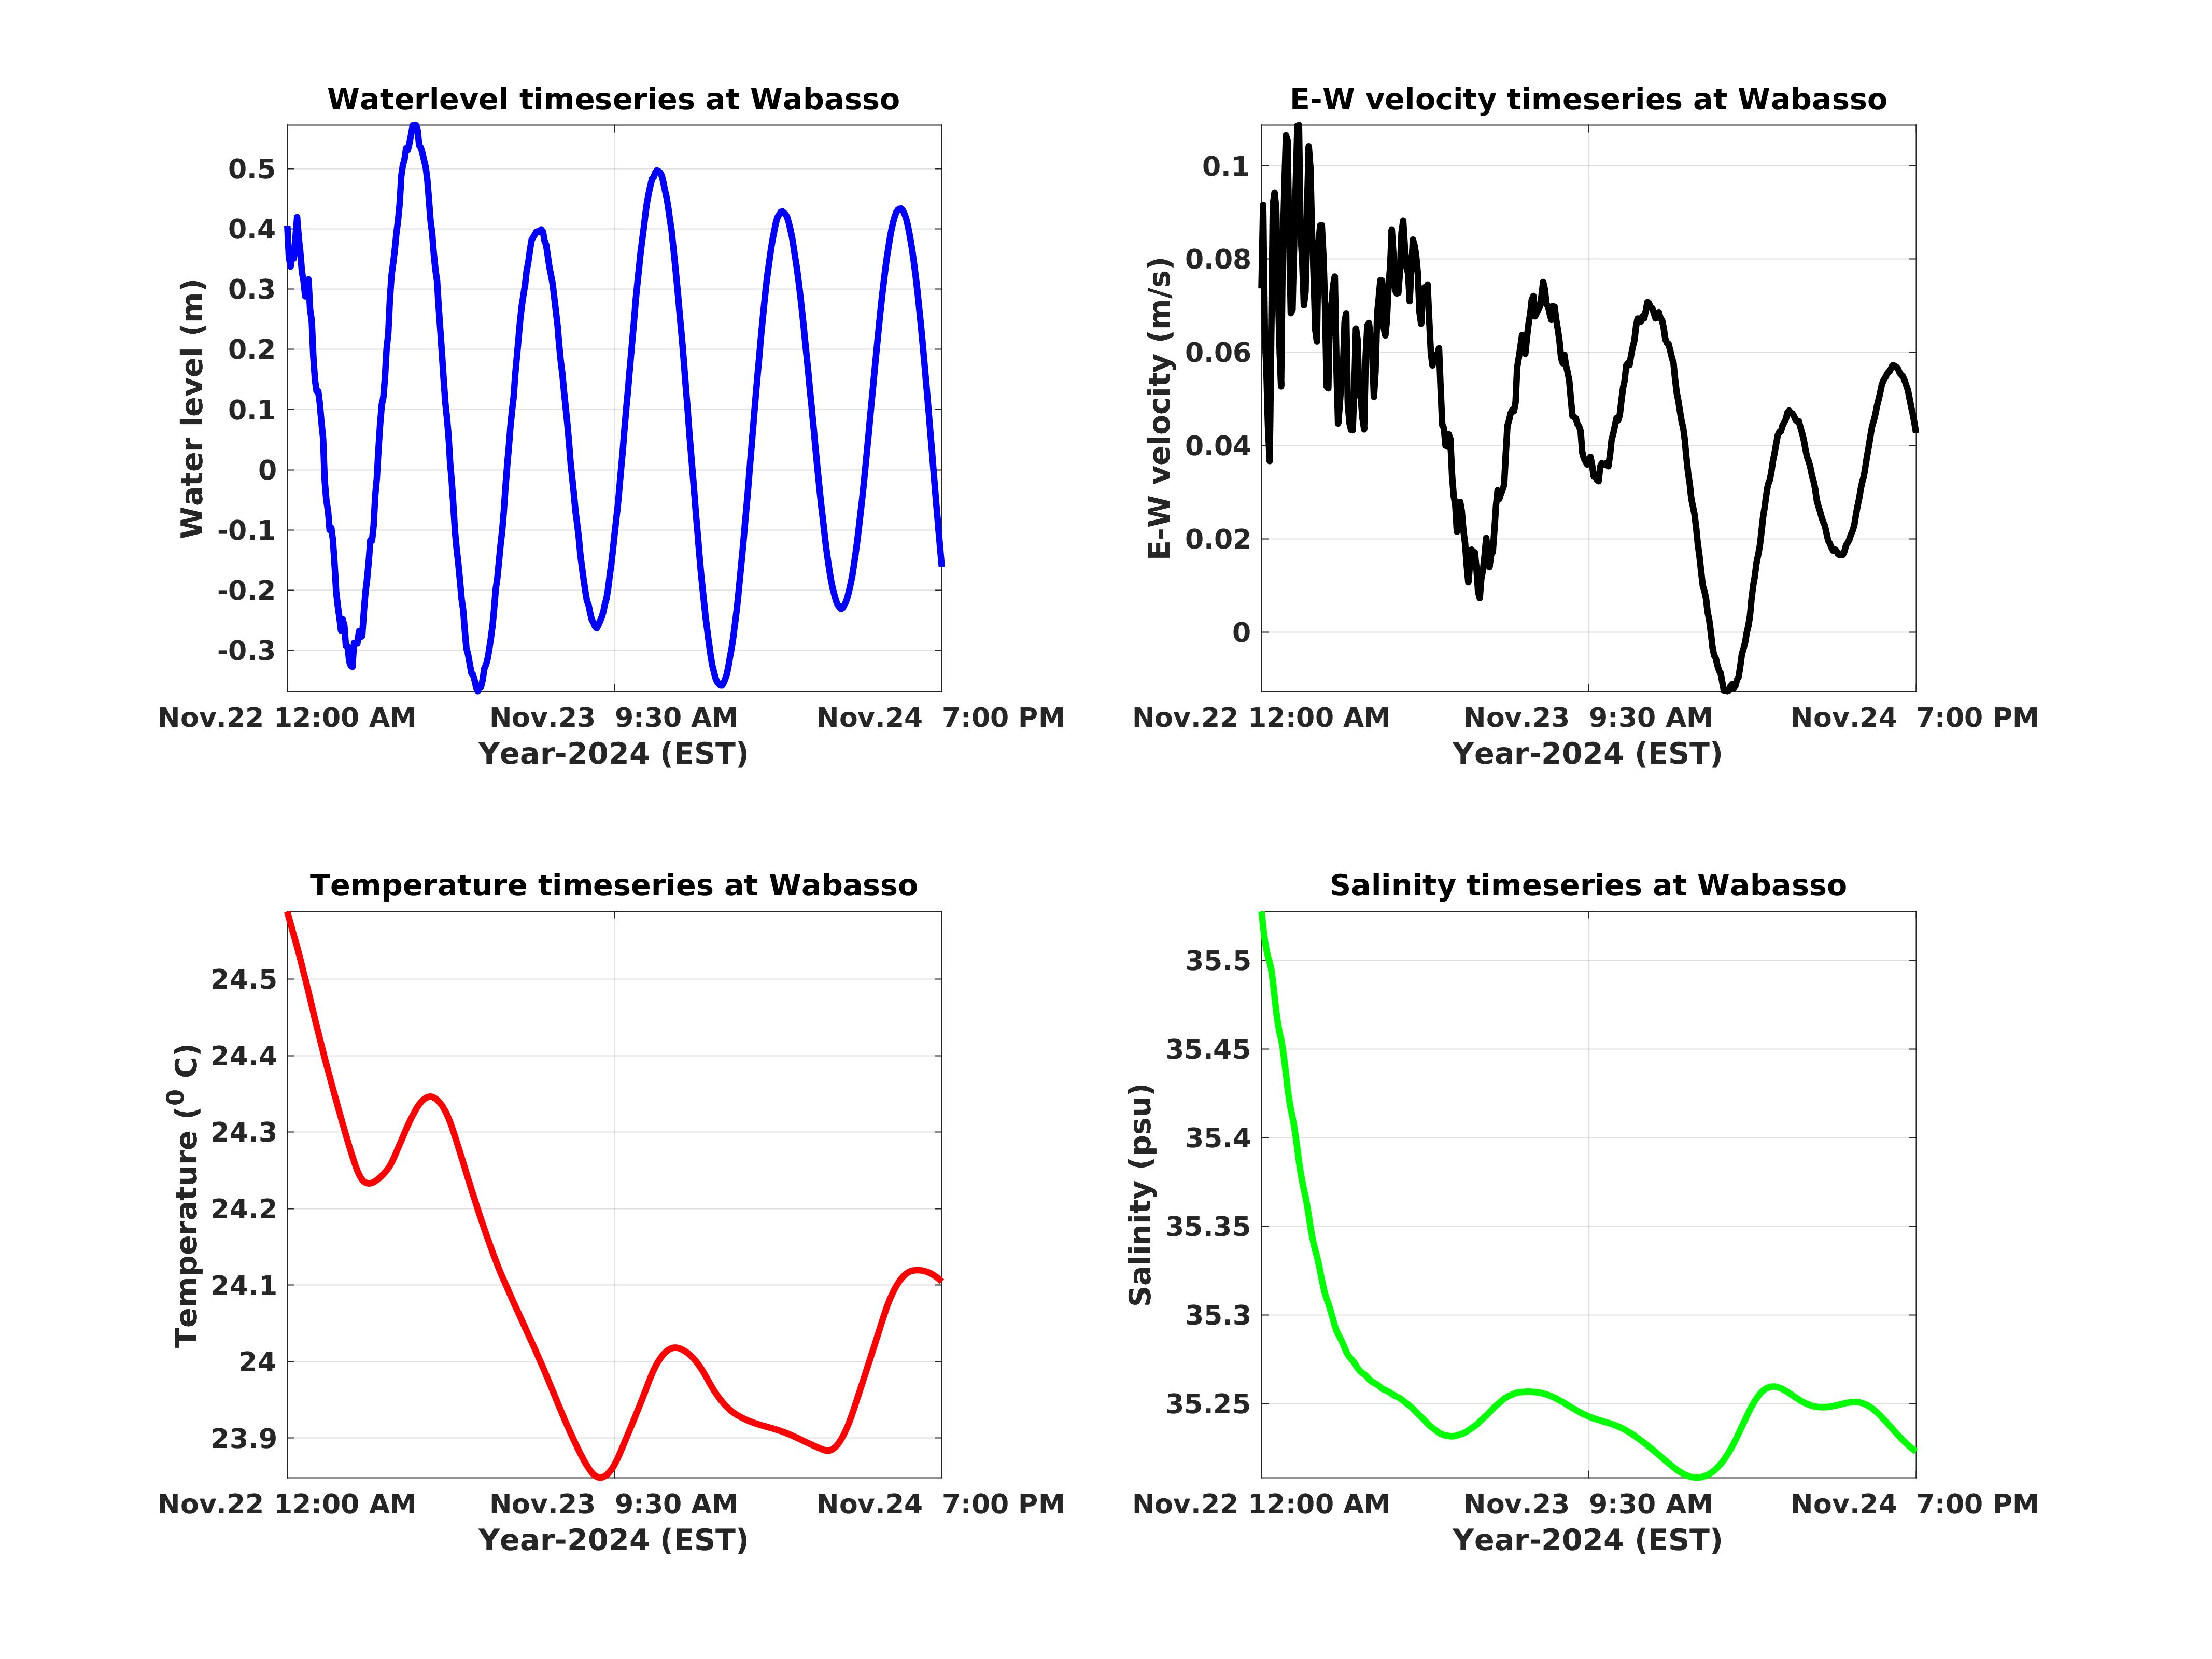 Waterlevel timeseries at Wabasso
0.5
0.4
0.3
0.2
0.1
0
-0.1
-0.2
-0.3
Water level (m)
Nov.22 12:00 AM Nov.23 9:30 AM Nov.24 7:00 PM
Year-2024 (EST)
E-W velocity timeseries at Wabasso
0.1
0.08
0.06
0.04
0.02
0
E-W velocity (m/s)
Nov.22 12:00 AM Nov.23 9:30 AM Nov.24 7:00 PM
Year-2024 (EST)
Temperature timeseries at Wabasso
24.5
24.4
24.3
24.2
24.1
24
23.9
Temperature (⁰ C)
Nov.22 12:00 AM Nov.23 9:30 AM Nov.24 7:00 PM
Year-2024 (EST)
Salinity timeseries at Wabasso
35.5
35.45
35.4
35.35
35.3
35.25
Salinity (psu)
Nov.22 12:00 AM Nov.23 9:30 AM Nov.24 7:00 PM
Year-2024 (EST)